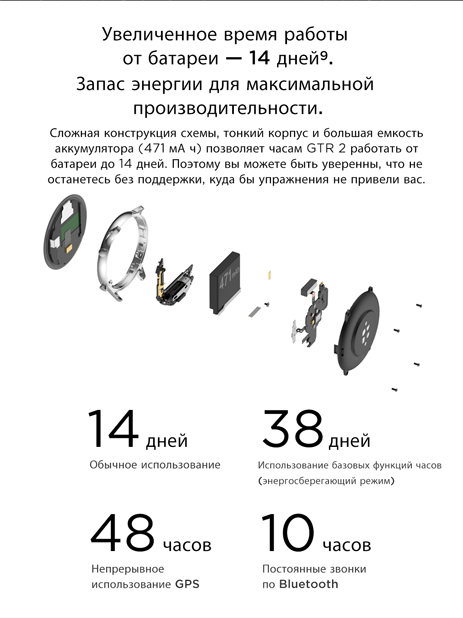 Увеличенное время работы
от батареи — 14 дней⁹.
Запас энергии для максимальной
производительности.
Сложная конструкция схемы, тонкий корпус и большая емкость
аккумулятора (471 мА ч) позволяет часам GTR 2 работать от
батареи до 14 дней. Поэтому вы можете быть уверенны, что не
останетесь без поддержки, куда бы упражнения не привели вас.
471 mAh
14 дней
Обычное использование
38 дней
Использование базовых функций часов
(энергосберегающий режим)
48 часов
Непрерывное
использование GPS
10 часов
Постоянные звонки
по Bluetooth